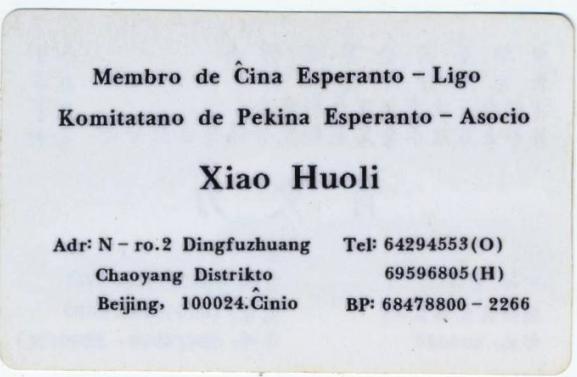 Membro de Ĉina Esperanto－Ligo
Komitatano de Pekina Esperanto－Asocio
Xiao Huoli
Adr: N－ro.2 Dingfuzhuang
Chaoyang Distrikto
Beijing, 100024.Ĉinio
Tel: 64294553(O)
69596805(H)
BP: 68478800－2266